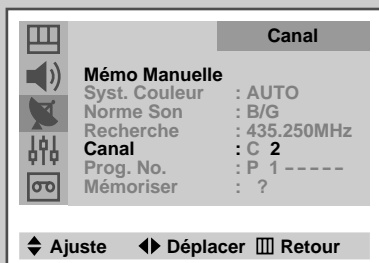 Canal
Mémo Manuelle
Syst. Couleur : AUTO
Norme Son : B/G
Recherche : 435.250MHz
Canal : C 2
Prog. No. : P 1 -----
Mémoriser : ?
Ajuste Déplacer Retour